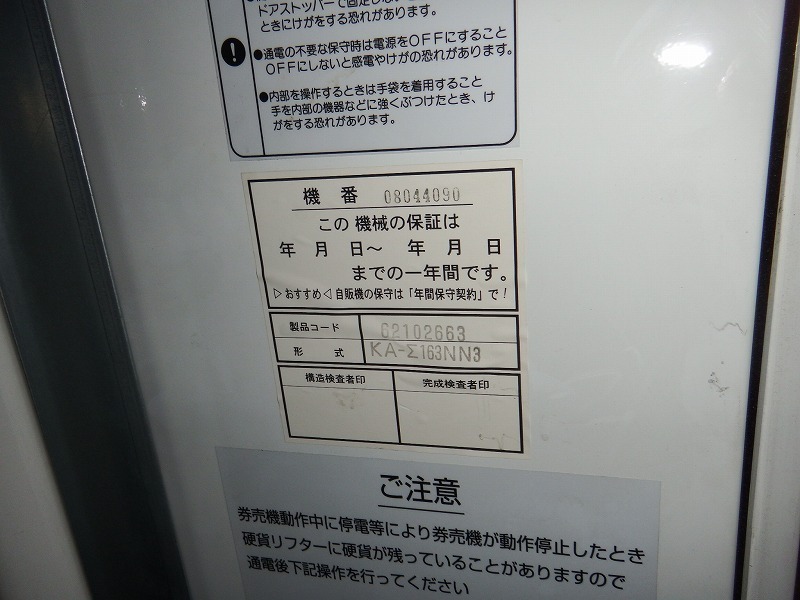 ドアストッパーで固定しない
ときにけがをする恐れがあります。
●通電の不要な保守時は電源をOFFにすること
OFFにしないと感電やけがの恐れがあります。
●内部を操作するときは手袋を着用すること
手を内部の機器などに強くぶつけたとき、け
がをする恐れがあります。
機番 08044090
この機械の保証は
年 月 日〜 年 月 日
までの一年間です。
▷おすすめ◁自販機の保守は「年間保守契約」で!
製品コード C2102663
形式 KA-Σ163NN3
構造検査者印 完成検査者印
ご注意
券売機動作中に停電等により券売機が動作停止したとき
硬貨リフターに硬貨が残っていることがありますので
通電後下記操作を行ってください